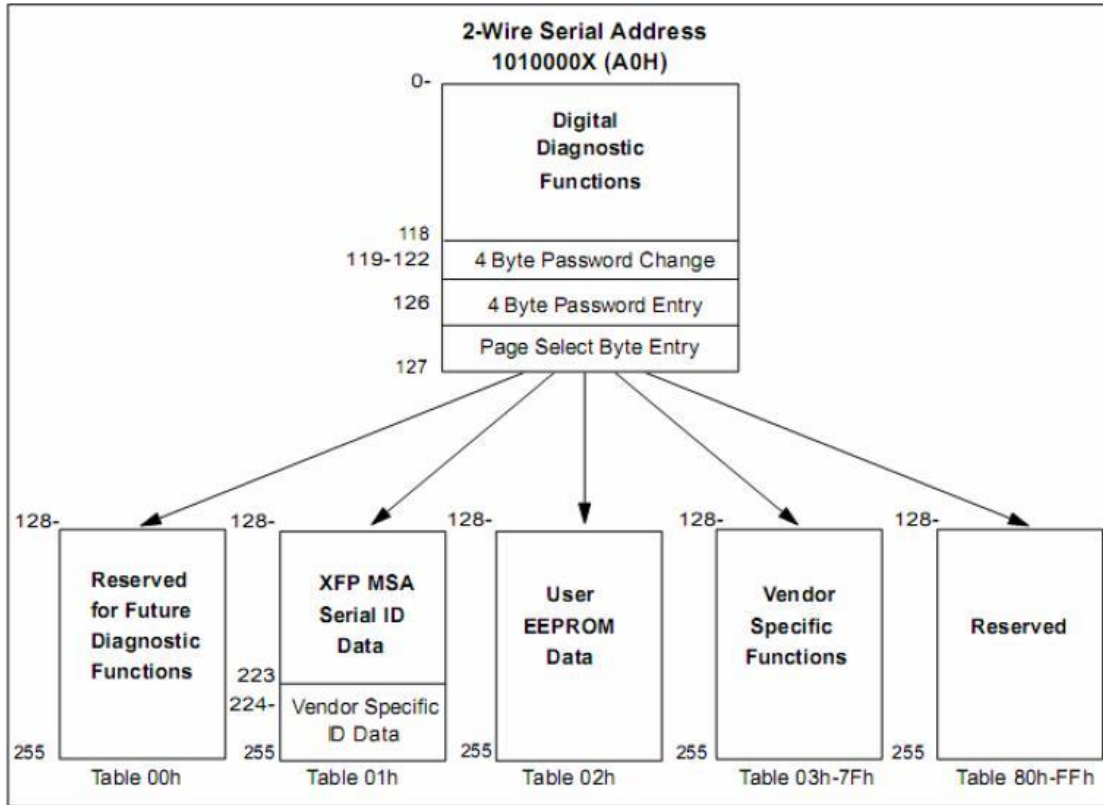 2-Wire Serial Address
1010000X (A0H)
0-
Digital
Diagnostic
Functions
118
119-122
4 Byte Password Change
126
4 Byte Password Entry
Page Select Byte Entry
127
128-
Reserved
for Future
Diagnostic
Functions
255
Table 00h
128-
XFP MSA
Serial ID
Data
223
224-
Vendor Specific
ID Data
255
Table 01h
128-
User
EEPROM
Data
255
Table 02h
128-
Vendor
Specific
Functions
255
Table 03h-7Fh
128-
Reserved
255
Table 80h-FFh